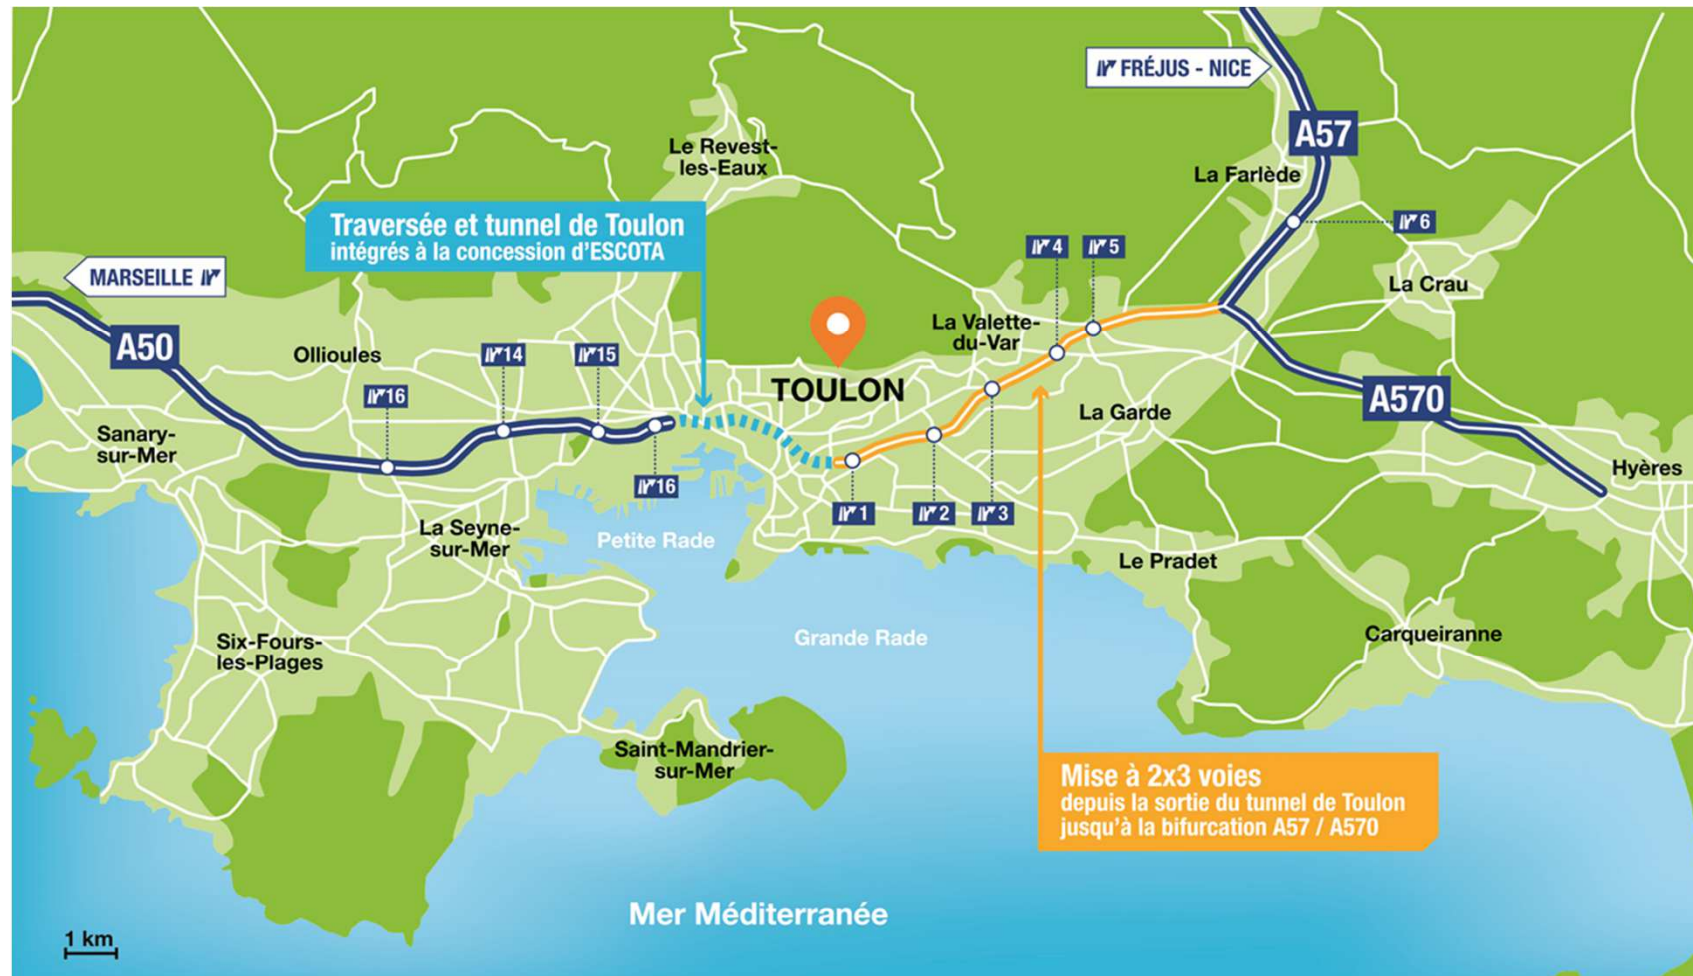 FRÉJUS - NICE
A57
Le Revest-
les-Eaux
La Farlède
Traversée et tunnel de Toulon
intégrés à la concession d'ESCOTA
6
4
5
MARSEILLE
La Crau
A50
Ollioules
14
15
La Valette-
du-Var
TOULON
16
A570
La Garde
Sanary-
sur-Mer
Hyères
16
1
2
3
La Seyne-
sur-Mer
Petite Rade
Le Pradet
Grande Rade
Carqueiranne
Six-Fours-
les-Plages
Saint-Mandrier-
sur-Mer
Mise à 2x3 voies
depuis la sortie du tunnel de Toulon
jusqu'à la bifurcation A57 / A570
Mer Méditerranée
1 km